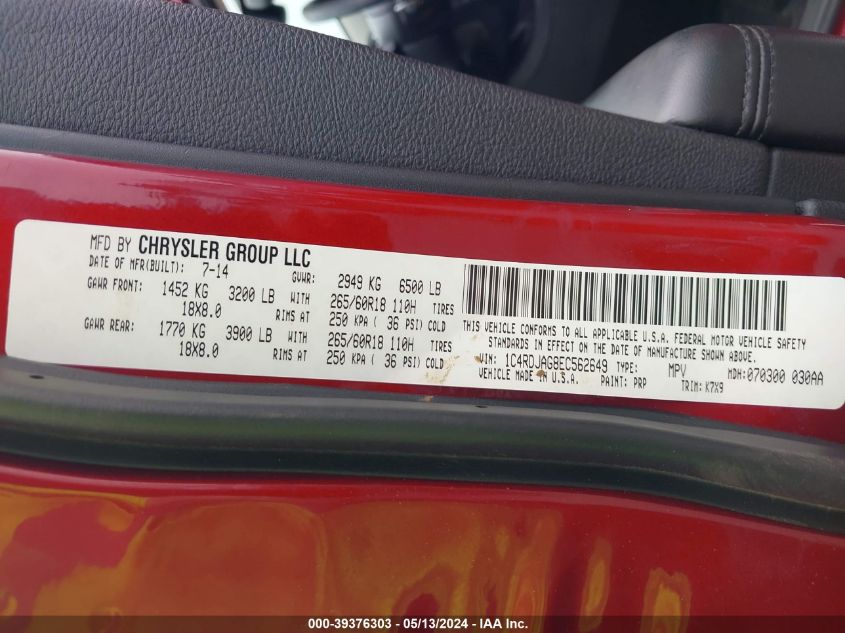 MFD BY CHRYSLER GROUP LLC
DATE OF MFR(BUILT): 7-14 GVWR: 2949 KG 6500 LB
GAWR FRONT: 1452 KG 3200 LB WITH 265/60R18 110H TIRES
18X8.0 RIMS AT 250 KPA ( 36 PSI) COLD
GAWR REAR: 1770 KG 3900 LB WITH 265/60R18 110H TIRES
18X8.0 RIMS AT 250 KPA ( 36 PSI) COLD
THIS VEHICLE CONFORMS TO ALL APPLICABLE U.S.A. FEDERAL MOTOR VEHICLE SAFETY
STANDARDS IN EFFECT ON THE DATE OF MANUFACTURE SHOWN ABOVE.
VIN: 1C4RDJAG8EC562649 TYPE: MPV MDH: 070300 030AA
VEHICLE MADE IN U.S.A. PAINT: PRP TRIM: K7X9
000-39376303 — 05/13/2024 — IAA Inc.